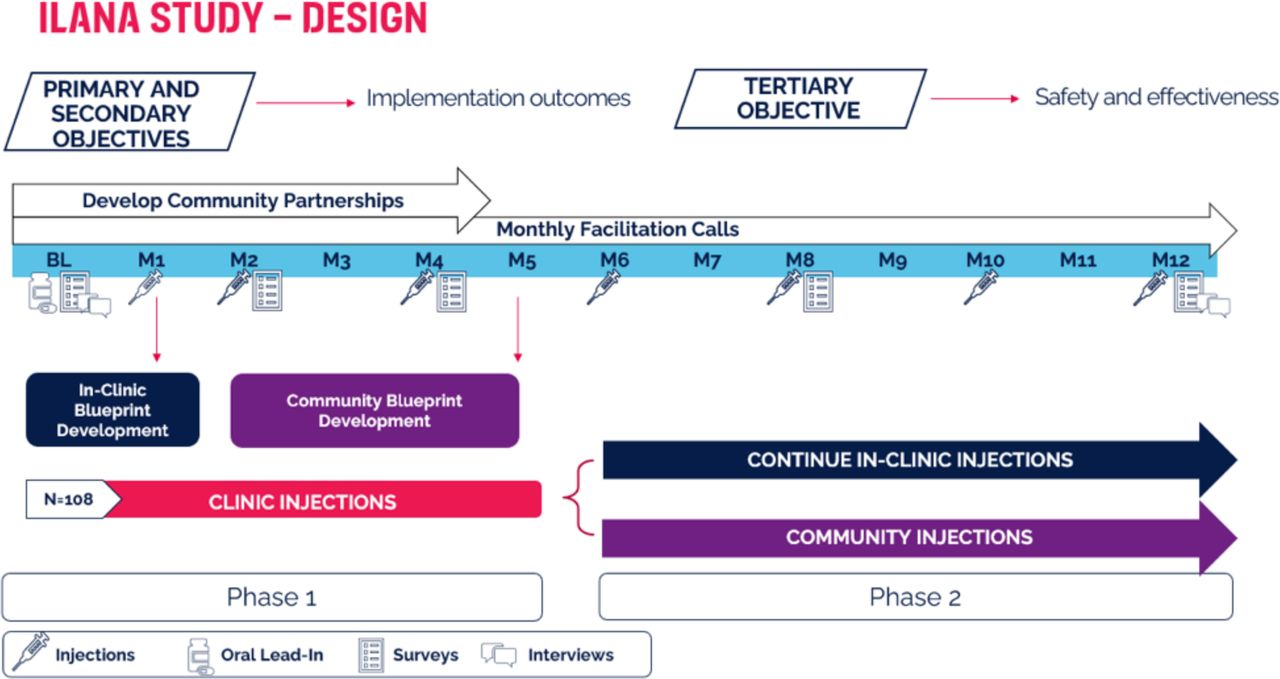 ILANA STUDY – DESIGN
PRIMARY AND
SECONDARY
OBJECTIVES
Implementation outcomes
TERTIARY
OBJECTIVE
Safety and effectiveness
Develop Community Partnerships
Monthly Facilitation Calls
BL M1 M2 M3 M4 M5 M6 M7 M8 M9 M10 M11 M12
In-Clinic
Blueprint
Development
Community Blueprint
Development
N=108
CLINIC INJECTIONS
CONTINUE IN-CLINIC INJECTIONS
COMMUNITY INJECTIONS
Phase 1
Phase 2
Injections Oral Lead-In Surveys Interviews